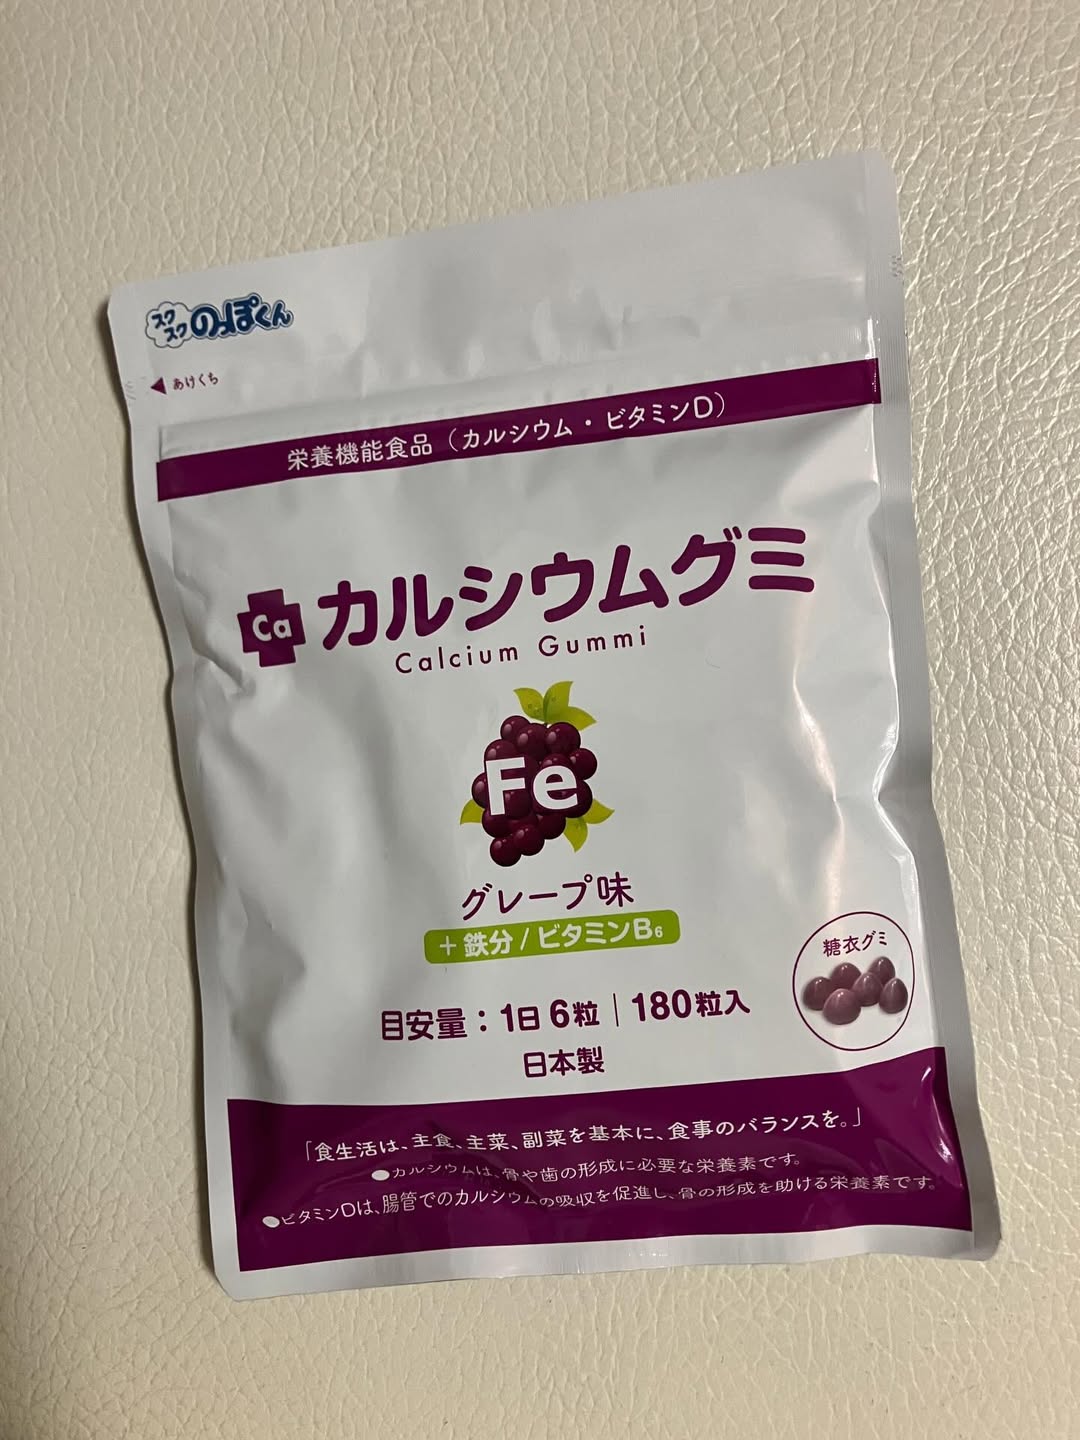 スクスクのっぽくん
あけくち
栄養機能食品（カルシウム・ビタミンD）
Ca カルシウムグミ
Calcium Gummi
Fe
グレープ味
＋鉄分/ビタミンB₆
糖衣グミ
目安量：1日6粒｜180粒入
日本製
「食生活は、主食、主菜、副菜を基本に、食事のバランスを。」
●カルシウムは、骨や歯の形成に必要な栄養素です。
●ビタミンDは、腸管でのカルシウムの吸収を促進し、骨の形成を助ける栄養素です。